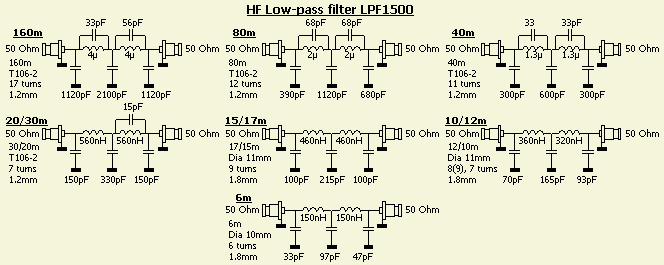 HF Low-pass filter LPF1500
160m
33pF 56pF
50 Ohm 50 Ohm
4µ 4µ
160m
T106-2
17 turns
1.2mm
1120pF 2100pF 1120pF
80m
68pF 68pF
50 Ohm 50 Ohm
2µ 2µ
80m
T106-2
12 turns
1.2mm
390pF 1120pF 680pF
40m
33 33pF
50 Ohm 50 Ohm
1.3µ 1.3µ
40m
T106-2
11 turns
1.2mm
300pF 600pF 300pF
20/30m
15pF
50 Ohm 50 Ohm
560nH 560nH
30/20m
T106-2
7 turns
1.2mm
150pF 330pF 150pF
15/17m
50 Ohm 50 Ohm
460nH 460nH
17/15m
Dia 11mm
9 turns
1.8mm
100pF 215pF 100pF
10/12m
50 Ohm 50 Ohm
360nH 320nH
12/10m
Dia 11mm
8(9), 7 turns
1.8mm
70pF 165pF 93pF
6m
50 Ohm 50 Ohm
150nH 150nH
6m
Dia 10mm
6 turns
1.8mm
33pF 97pF 47pF